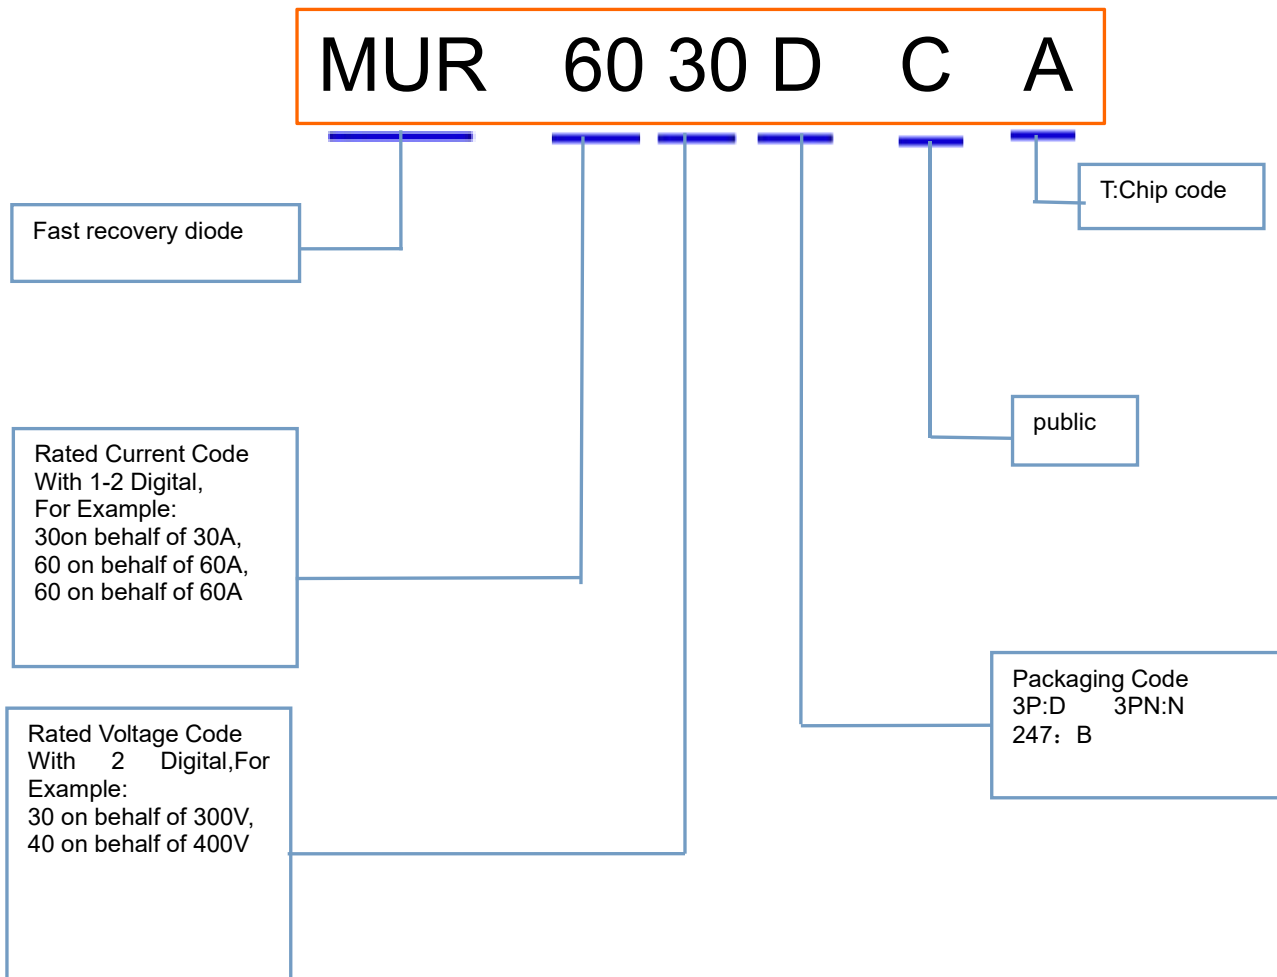 MUR 60 30 D C A
T:Chip code
Fast recovery diode
public
Rated Current Code
With 1-2 Digital,
For Example:
30on behalf of 30A,
60 on behalf of 60A,
60 on behalf of 60A
Packaging Code
3P:D 3PN:N
247：B
Rated Voltage Code
With 2 Digital,For
Example:
30 on behalf of 300V,
40 on behalf of 400V